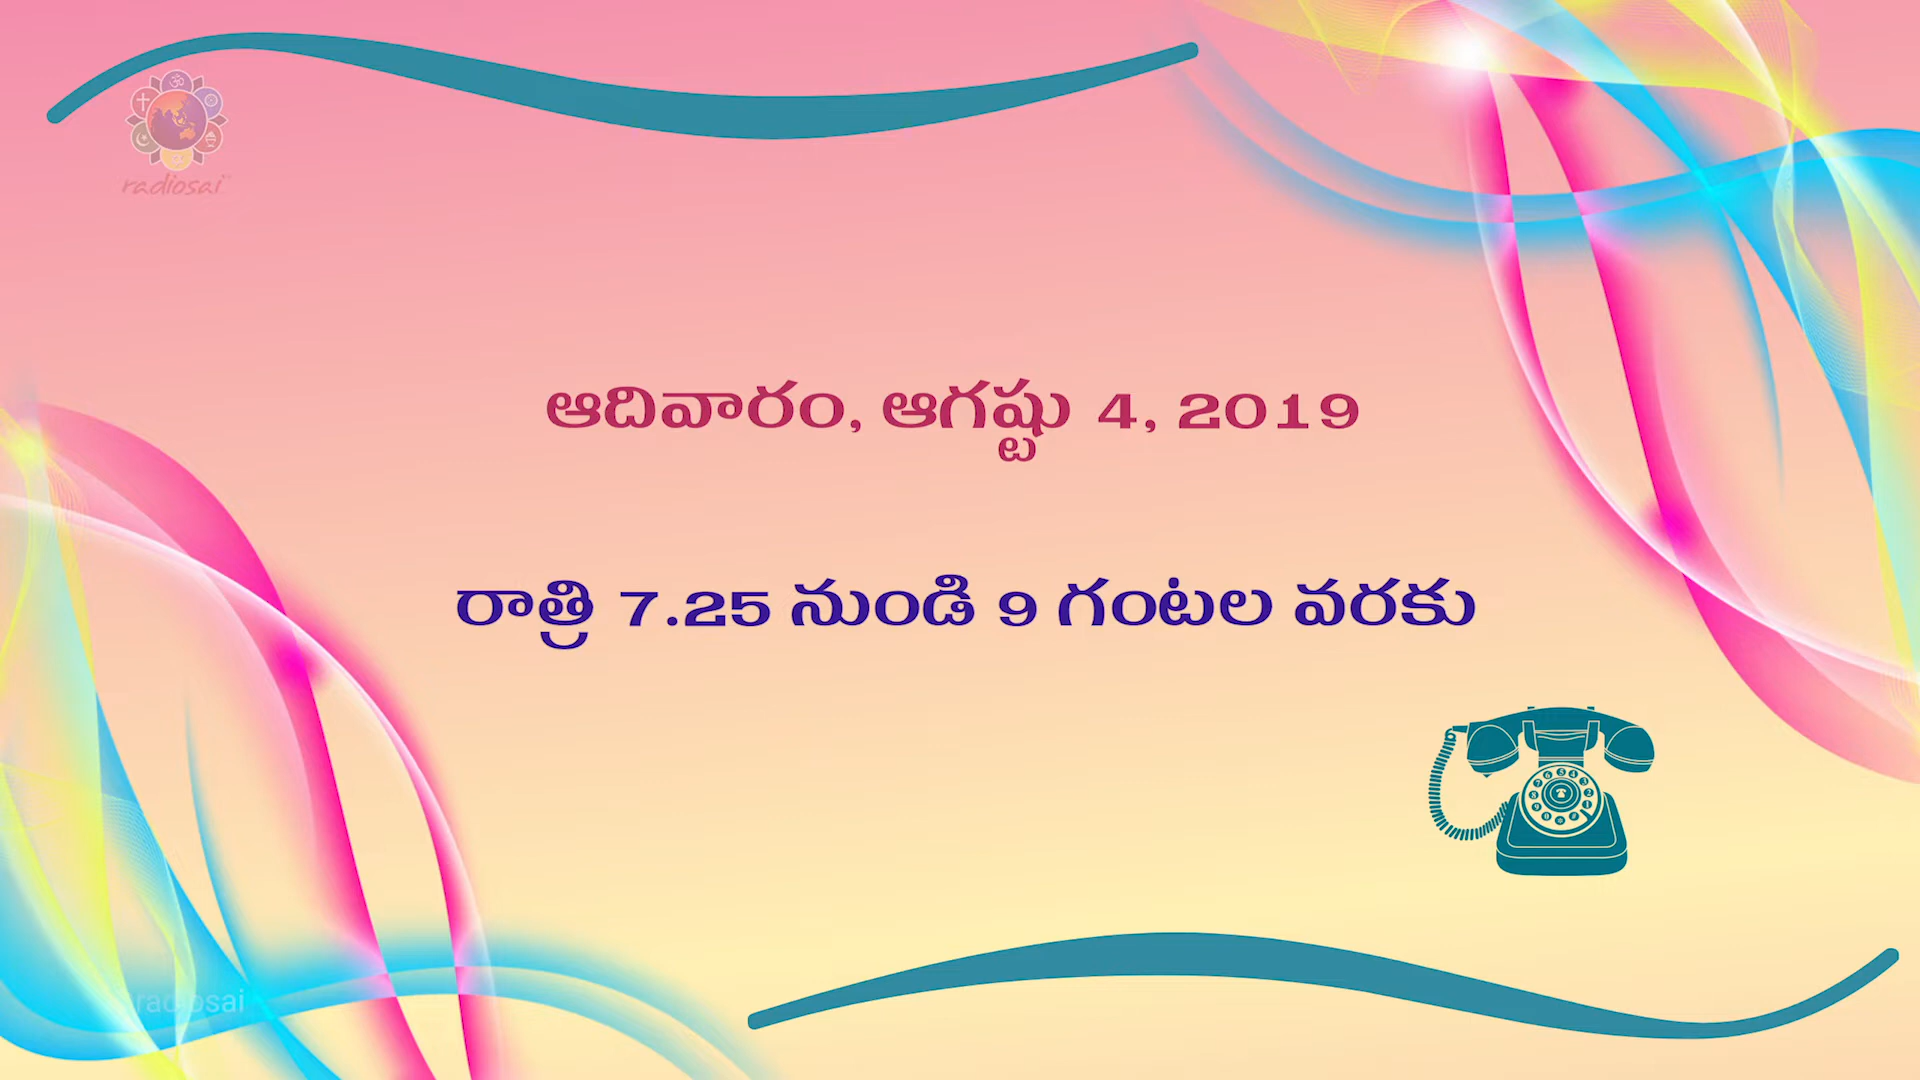 radiosai
ఆదివారం, ఆగష్టు 4, 2019
రాత్రి 7.25 నుండి 9 గంటల వరకు
radiosai